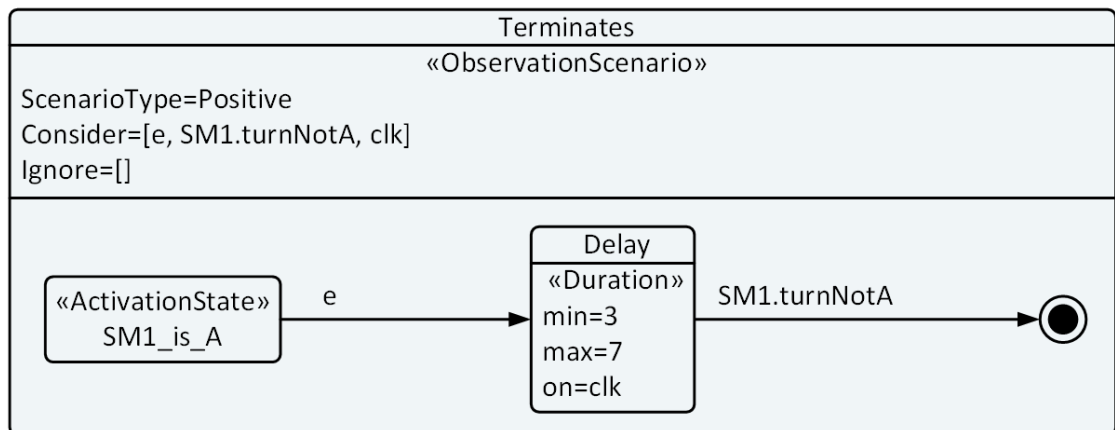 Terminates
«ObservationScenario»
ScenarioType=Positive
Consider=[e, SM1.turnNotA, clk]
Ignore=[]
«ActivationState»
SM1_is_A
e
Delay
«Duration»
min=3
max=7
on=clk
SM1.turnNotA